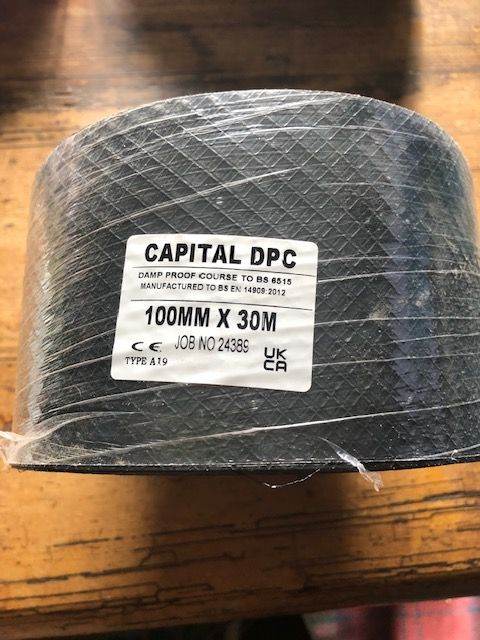 CAPITAL DPC
DAMP PROOF COURSE TO BS 6515
MANUFACTURED TO BS EN 14909:2012
100MM X 30M
CE JOB NO 24389
TYPE A19
UK
CA